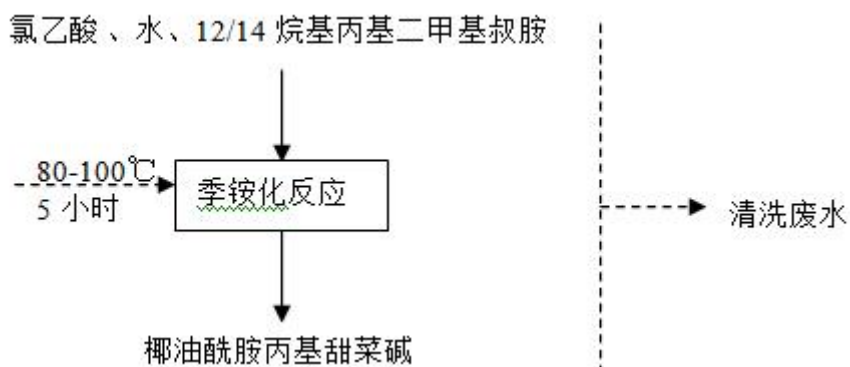 氯乙酸 、水、12/14 烷基丙基二甲基叔胺
80-100℃
5 小时
季铵化反应
清洗废水
椰油酰胺丙基甜菜碱